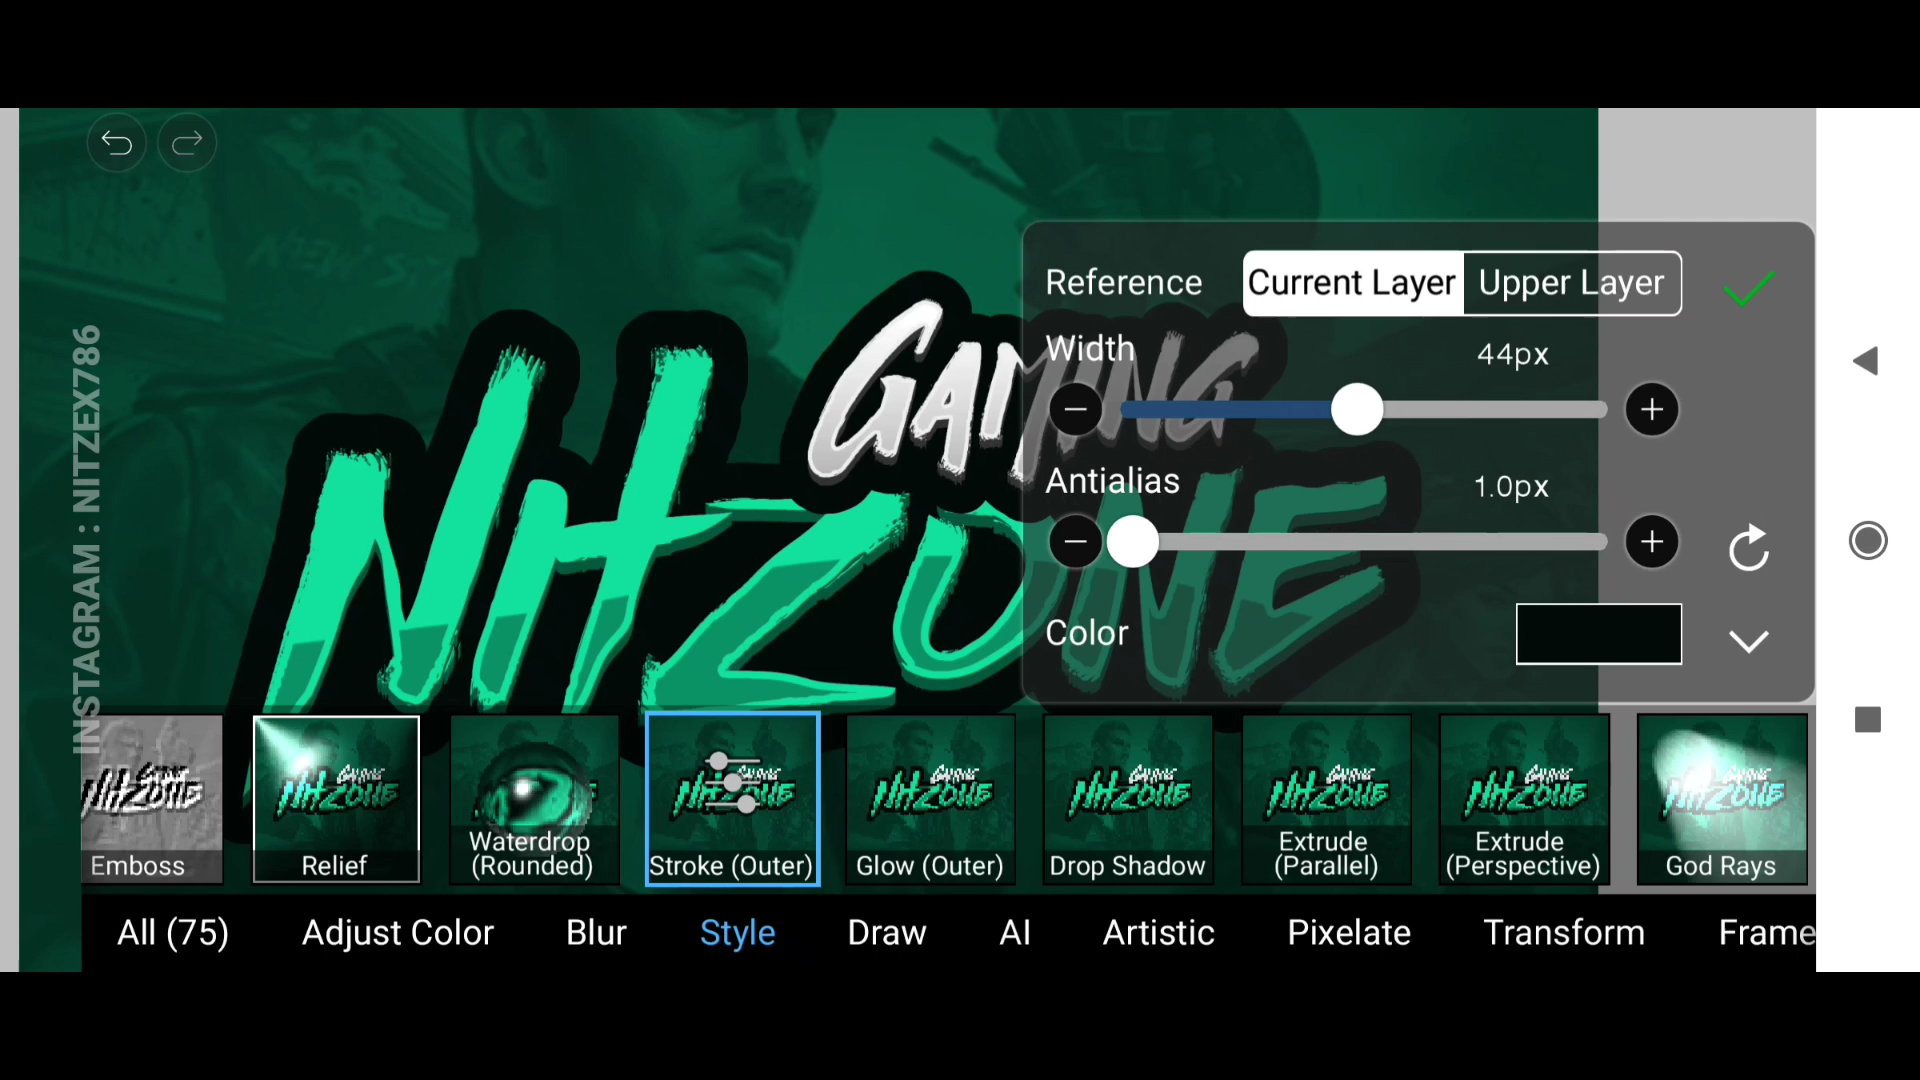 INSTAGRAM : NITZEX786
GAMING
NITZONE
Reference
Current Layer
Upper Layer
Width
44px
Antialias
1.0px
Color
Emboss
Relief
Waterdrop
(Rounded)
Stroke (Outer)
Glow (Outer)
Drop Shadow
Extrude
(Parallel)
Extrude
(Perspective)
God Rays
All (75)
Adjust Color
Blur
Style
Draw
AI
Artistic
Pixelate
Transform
Frame